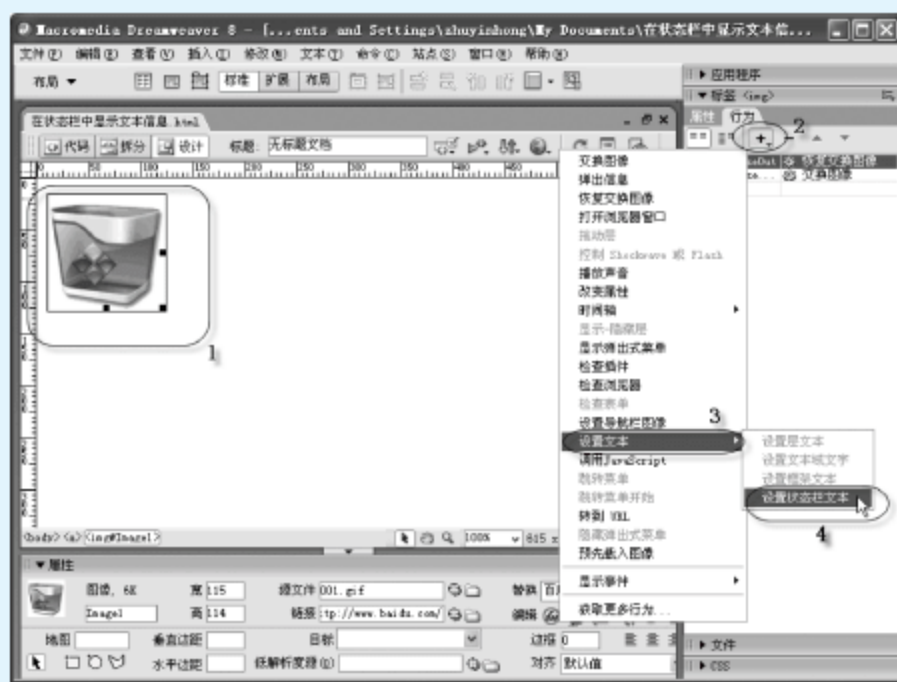 Macromedia Dreamweaver 8 - [...ents and Settings\zhuyinhong\My Documents\在状态栏中显示文本信...
文件(F) 编辑(E) 查看(V) 插入(I) 修改(M) 文本(T) 命令(C) 站点(S) 窗口(W) 帮助(H)
布局 标准 扩展 布局
应用程序
标签 <img>
属性 行为
2
在状态栏中显示文本信息.html
代码 拆分 设计 标题: 无标题文档
恢复交换图像
交换图像
0 50 100 150 200 250 300 350 400 450
1
交换图像
弹出信息
恢复交换图像
打开浏览器窗口
拖动层
控制 Shockwave 或 Flash
播放声音
改变属性
时间轴
显示-隐藏层
显示弹出式菜单
检查插件
检查浏览器
检查表单
设置导航栏图像
3
设置文本
调用JavaScript
跳转菜单
跳转菜单开始
转到 URL
隐藏弹出式菜单
预先载入图像
显示事件
获取更多行为...
设置层文本
设置文本域文字
设置框架文本
设置状态栏文本
4
<body> <a> <img#Image1> 100% 615 x
属性
图像, 6K 宽 115 源文件 001.gif 替换
Image1 高 114 链接 tp://www.baidu.com/ 编辑
地图 垂直边距 目标 边框 0
水平边距 低解析度源(O) 对齐 默认值
文件
CSS